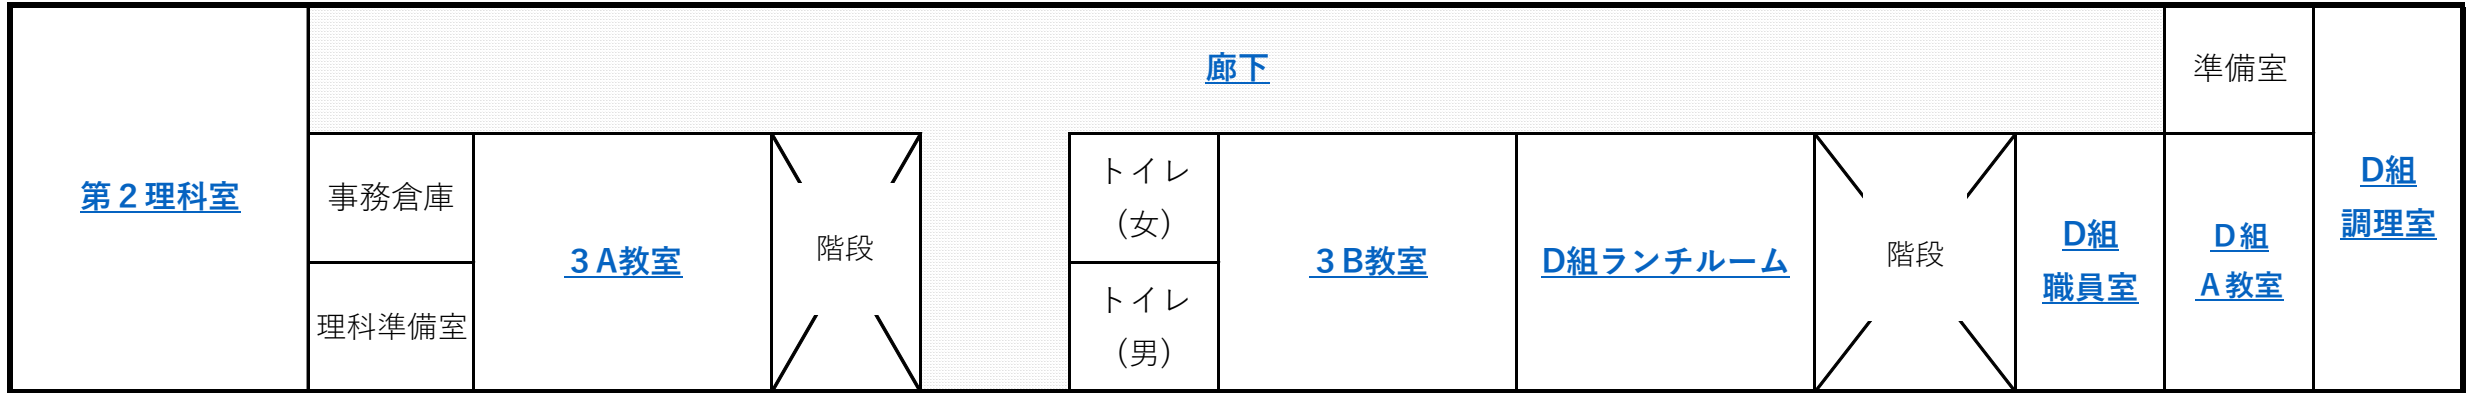 廊下
準備室
第２理科室
事務倉庫
理科準備室
３A教室
階段
トイレ
（女）
トイレ
（男）
３B教室
D組ランチルーム
階段
D組
職員室
Ｄ組
Ａ教室
D組
調理室